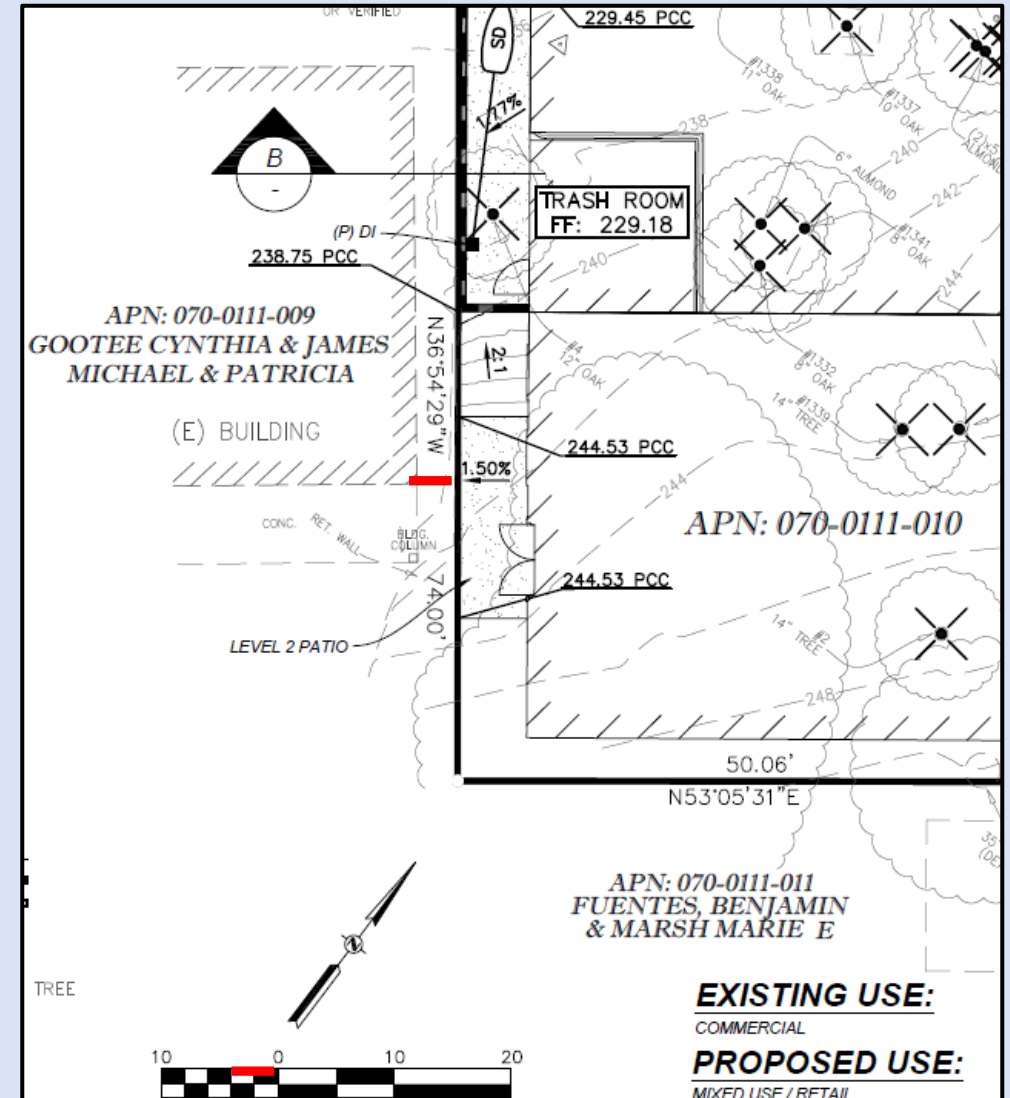 OR VERIFIED
229.45 PCC
SD
56
1.77%
#1338
11" OAK
#1337
10" OAK
238
240
242
6" ALMOND
#1341
8" OAK
B
-
TRASH ROOM
FF: 229.18
(P) DI
238.75 PCC
240
244
APN: 070-0111-009
GOOTEE CYNTHIA & JAMES
MICHAEL & PATRICIA
N36°54'29"W
2:1
#4
12" OAK
#1332
8" OAK
#1339
14" TREE
(E) BUILDING
244.53 PCC
1.50%
244
CONC. RET. WALL
BLDG.
COLUMN
APN: 070-0111-010
74.00'
244.53 PCC
LEVEL 2 PATIO
#2
14" TREE
248
50.06'
N53°05'31"E
APN: 070-0111-011
FUENTES, BENJAMIN
& MARSH MARIE E
TREE
EXISTING USE:
COMMERCIAL
10 0 10 20
PROPOSED USE:
MIXED USE / RETAIL